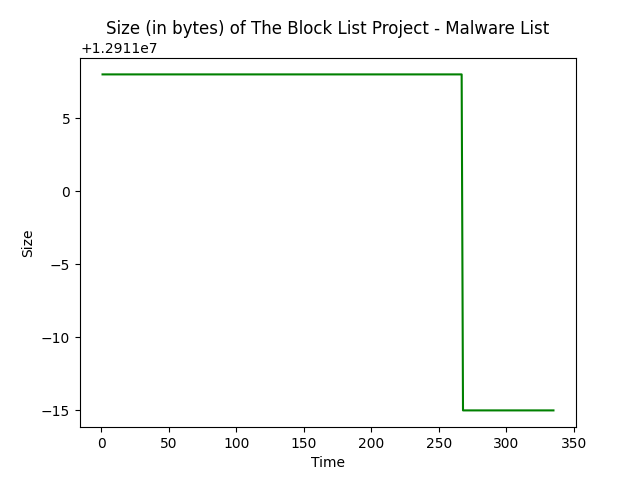 Size (in bytes) of The Block List Project - Malware List
+1.2911e7
5
0
−5
−10
−15
Size
0 50 100 150 200 250 300 350
Time